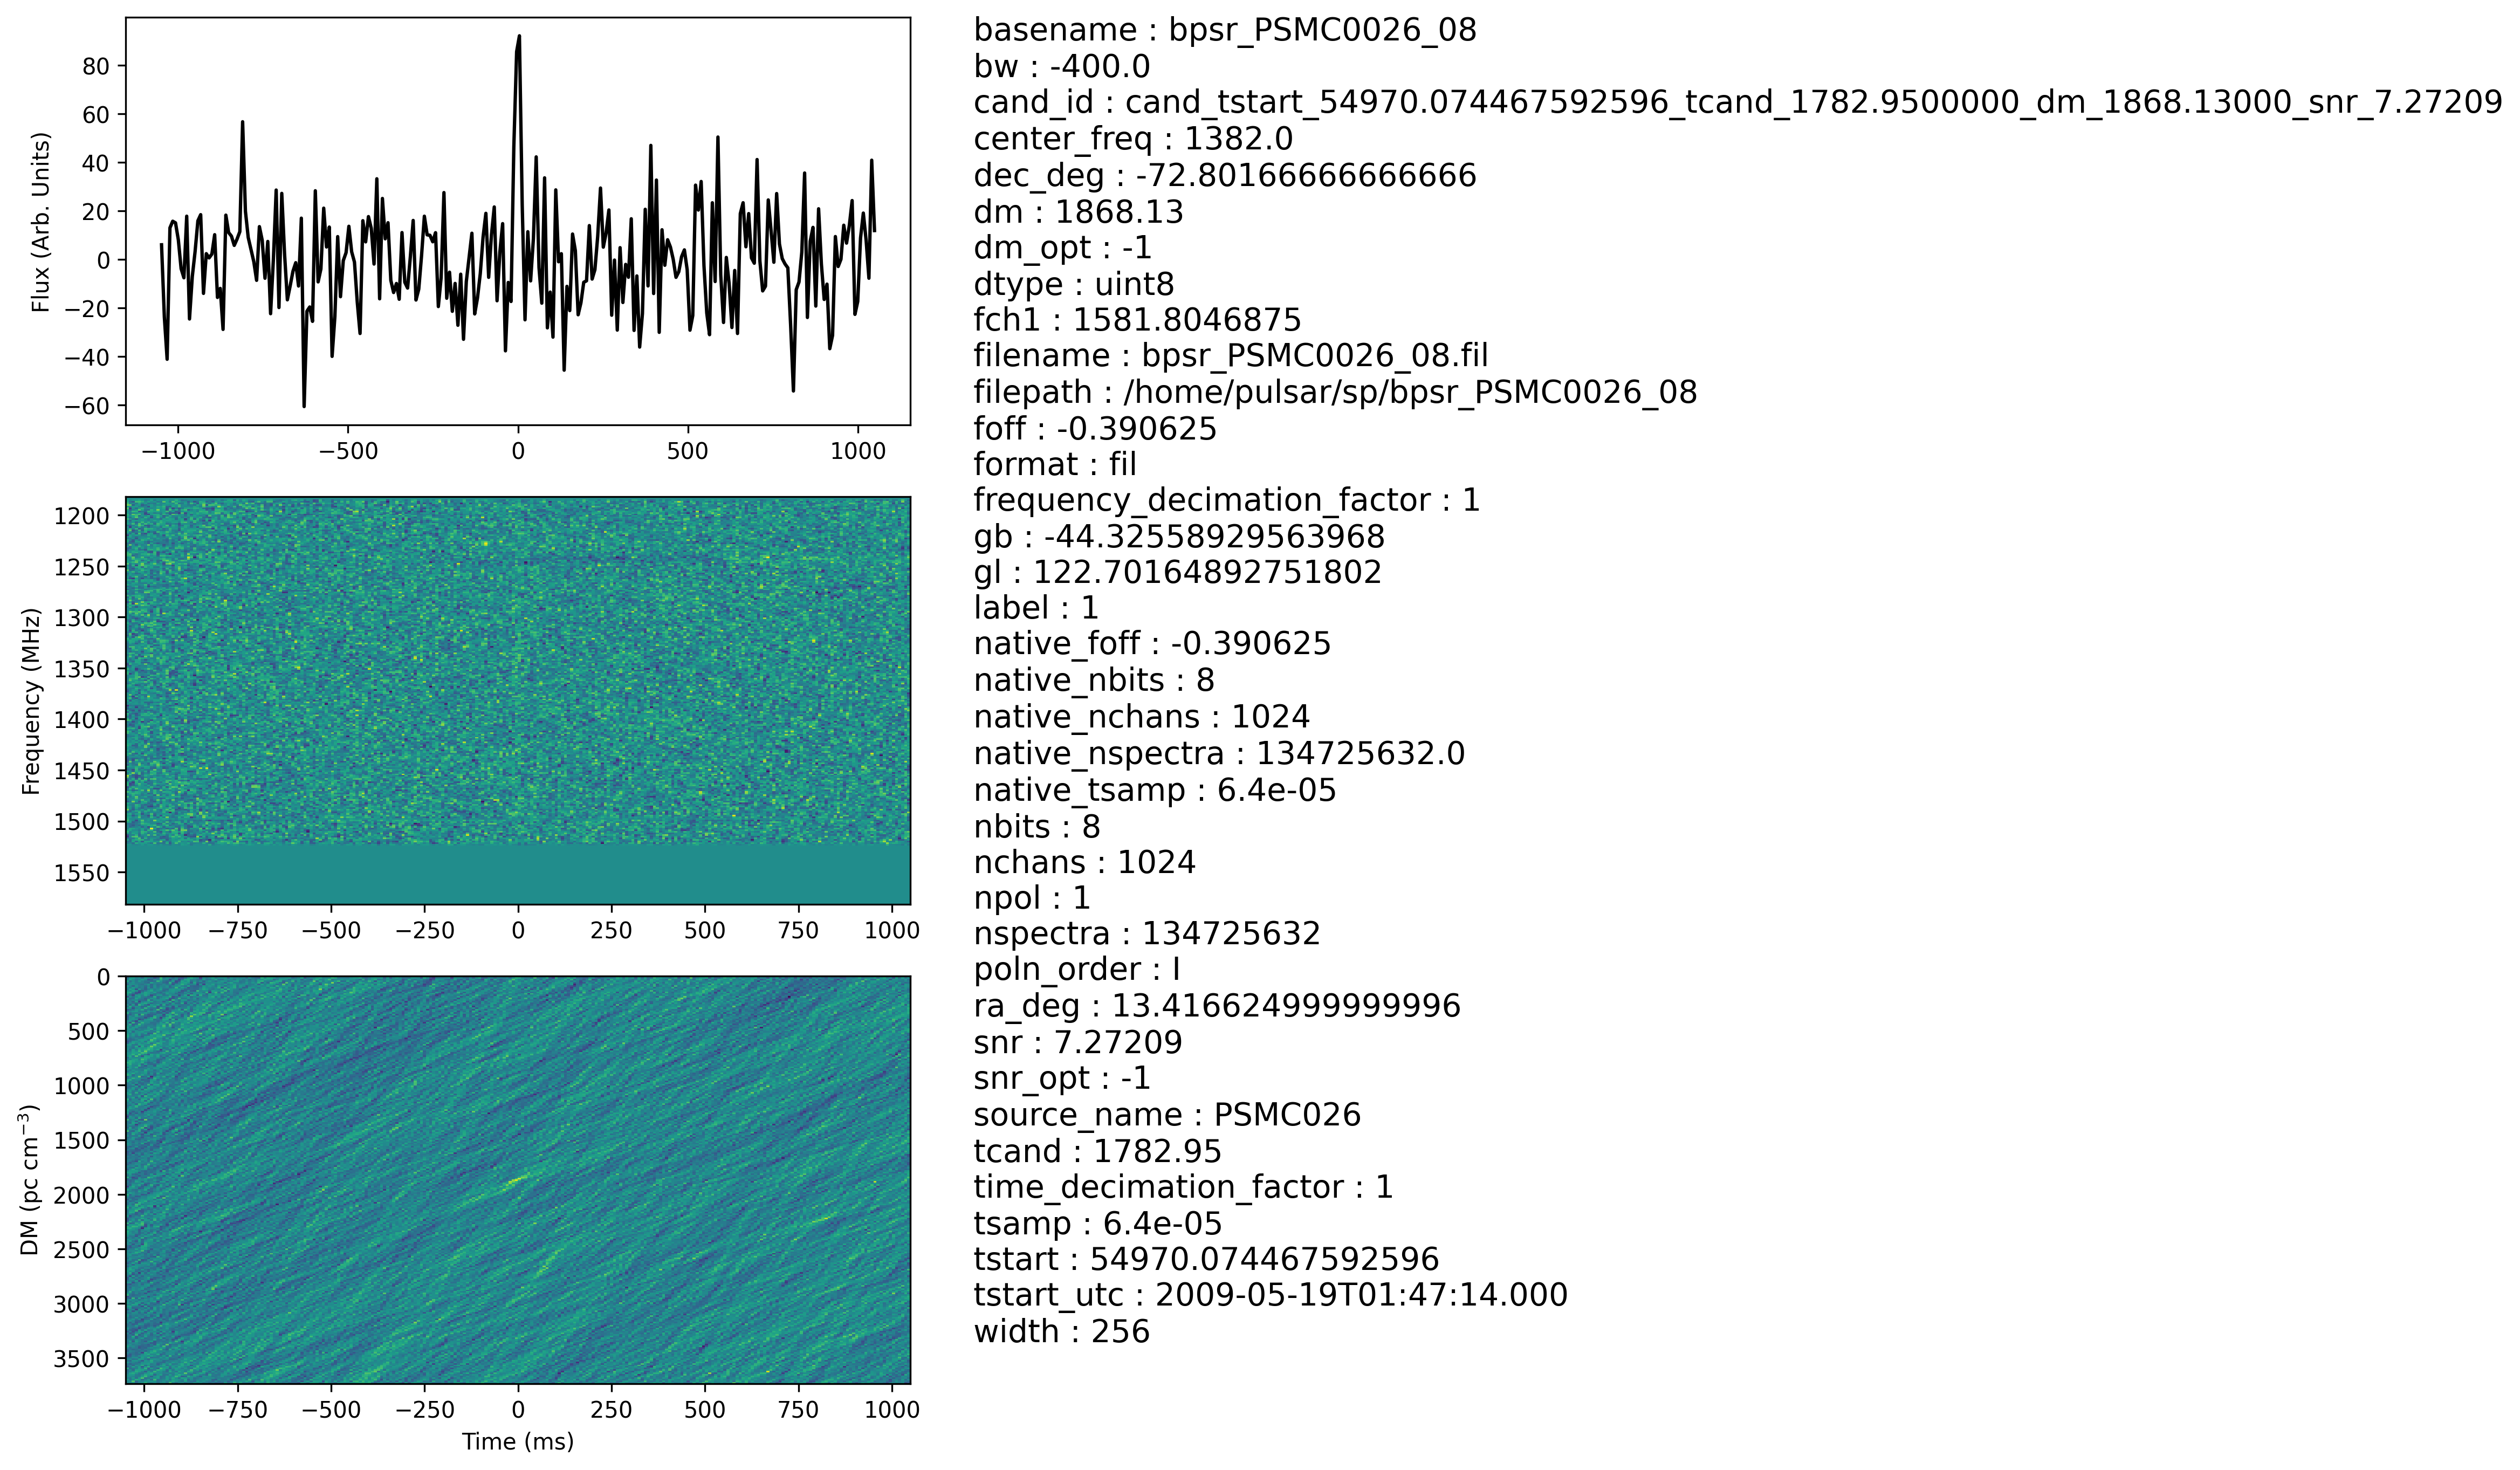 80
60
40
20
0
−20
−40
−60
Flux (Arb. Units)
−1000 −500 0 500 1000
1200
1250
1300
1350
1400
1450
1500
1550
Frequency (MHz)
−1000 −750 −500 −250 0 250 500 750 1000
0
500
1000
1500
2000
2500
3000
3500
DM (pc cm⁻³)
−1000 −750 −500 −250 0 250 500 750 1000
Time (ms)
basename : bpsr_PSMC0026_08
bw : -400.0
cand_id : cand_tstart_54970.074467592596_tcand_1782.9500000_dm_1868.13000_snr_7.27209
center_freq : 1382.0
dec_deg : -72.80166666666666
dm : 1868.13
dm_opt : -1
dtype : uint8
fch1 : 1581.8046875
filename : bpsr_PSMC0026_08.fil
filepath : /home/pulsar/sp/bpsr_PSMC0026_08
foff : -0.390625
format : fil
frequency_decimation_factor : 1
gb : -44.32558929563968
gl : 122.70164892751802
label : 1
native_foff : -0.390625
native_nbits : 8
native_nchans : 1024
native_nspectra : 134725632.0
native_tsamp : 6.4e-05
nbits : 8
nchans : 1024
npol : 1
nspectra : 134725632
poln_order : I
ra_deg : 13.416624999999996
snr : 7.27209
snr_opt : -1
source_name : PSMC026
tcand : 1782.95
time_decimation_factor : 1
tsamp : 6.4e-05
tstart : 54970.074467592596
tstart_utc : 2009-05-19T01:47:14.000
width : 256